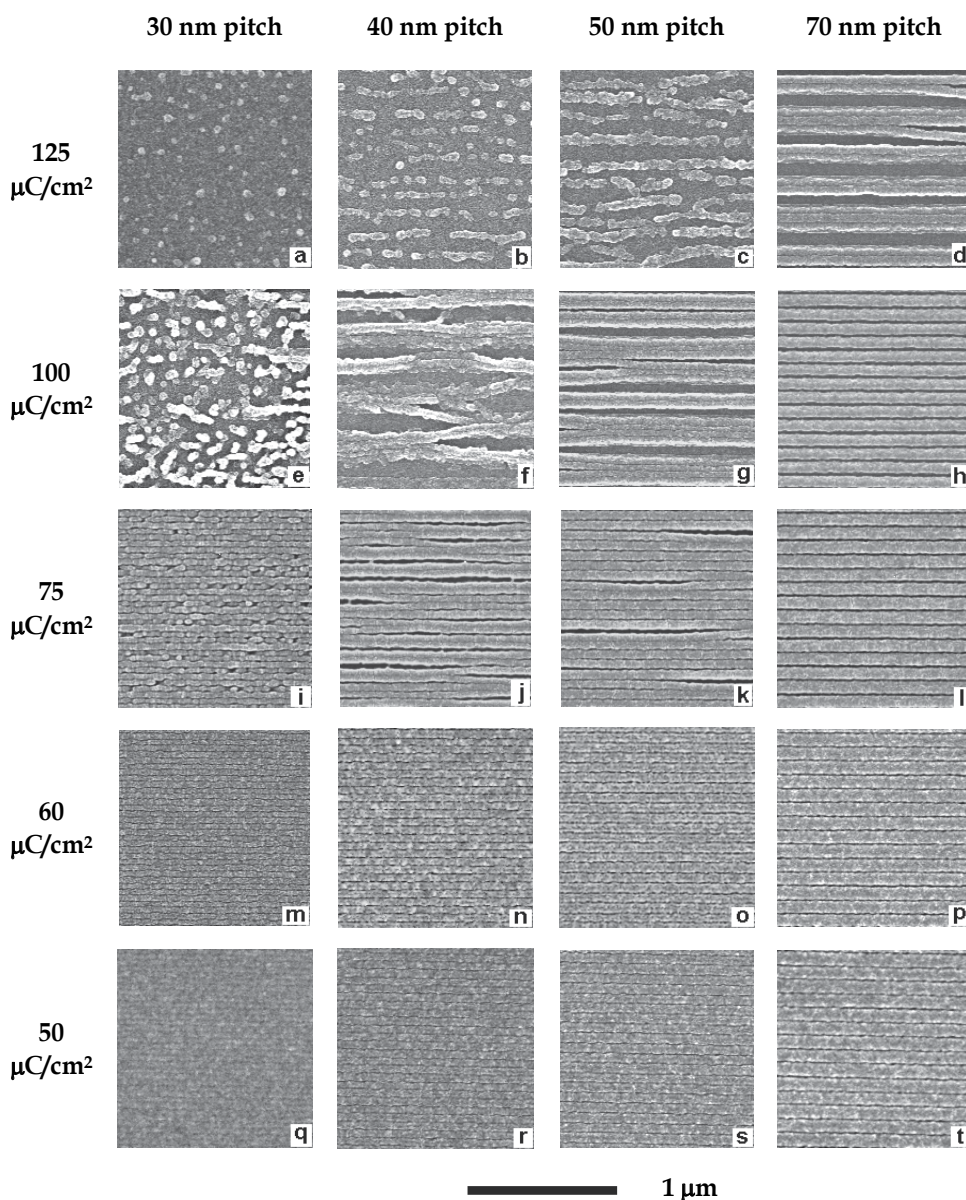 30 nm pitch 40 nm pitch 50 nm pitch 70 nm pitch
125
μC/cm²
a b c d
100
μC/cm²
e f g h
75
μC/cm²
i j k l
60
μC/cm²
m n o p
50
μC/cm²
q r s t
1 μm